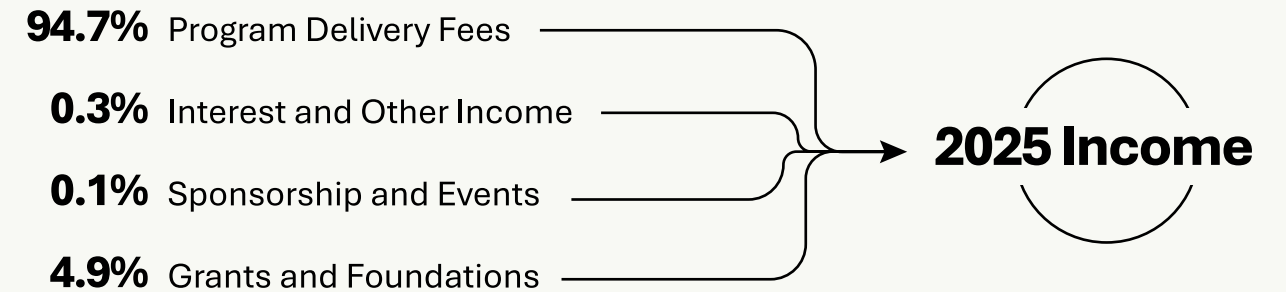 94.7% Program Delivery Fees
0.3% Interest and Other Income
0.1% Sponsorship and Events
4.9% Grants and Foundations
2025 Income